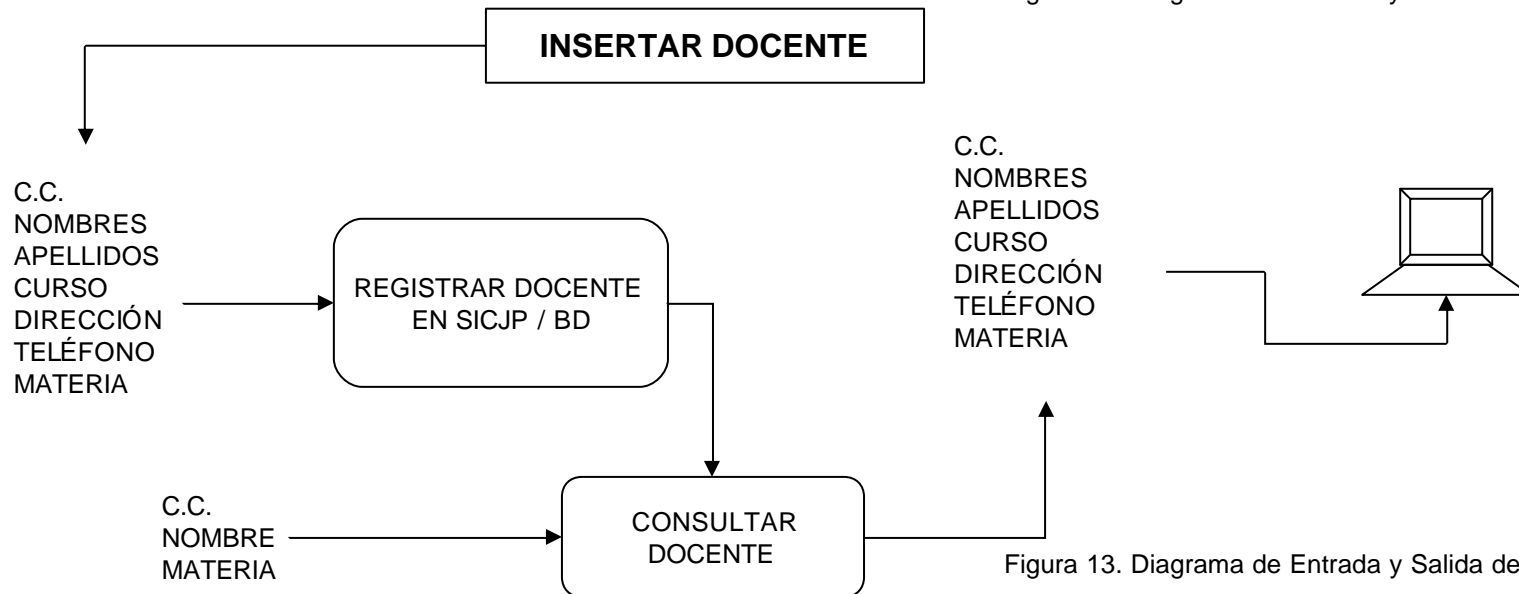 INSERTAR DOCENTE
C.C.
NOMBRES
APELLIDOS
CURSO
DIRECCIÓN
TELÉFONO
MATERIA
REGISTRAR DOCENTE
EN SICJP / BD
C.C.
NOMBRES
APELLIDOS
CURSO
DIRECCIÓN
TELÉFONO
MATERIA
C.C.
NOMBRE
MATERIA
CONSULTAR
DOCENTE
Figura 13. Diagrama de Entrada y Salida de